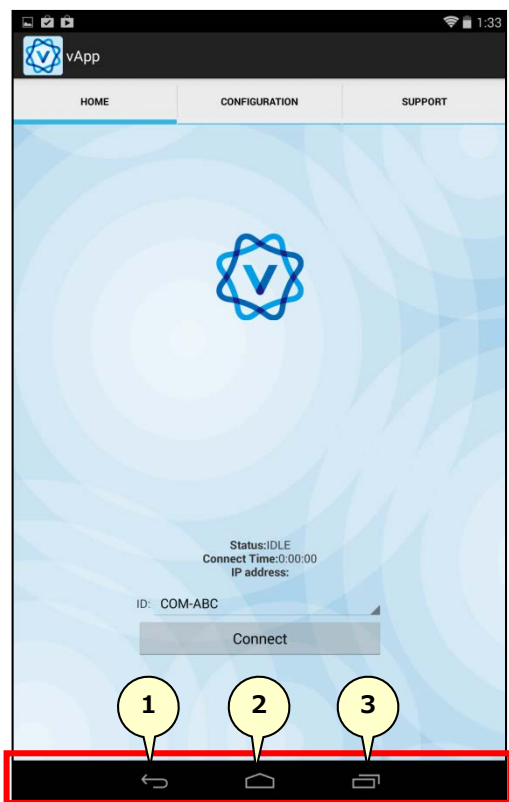 1:33
V vApp
HOME CONFIGURATION SUPPORT
V
Status:IDLE
Connect Time:0:00:00
IP address:
ID: COM-ABC
Connect
1 2 3